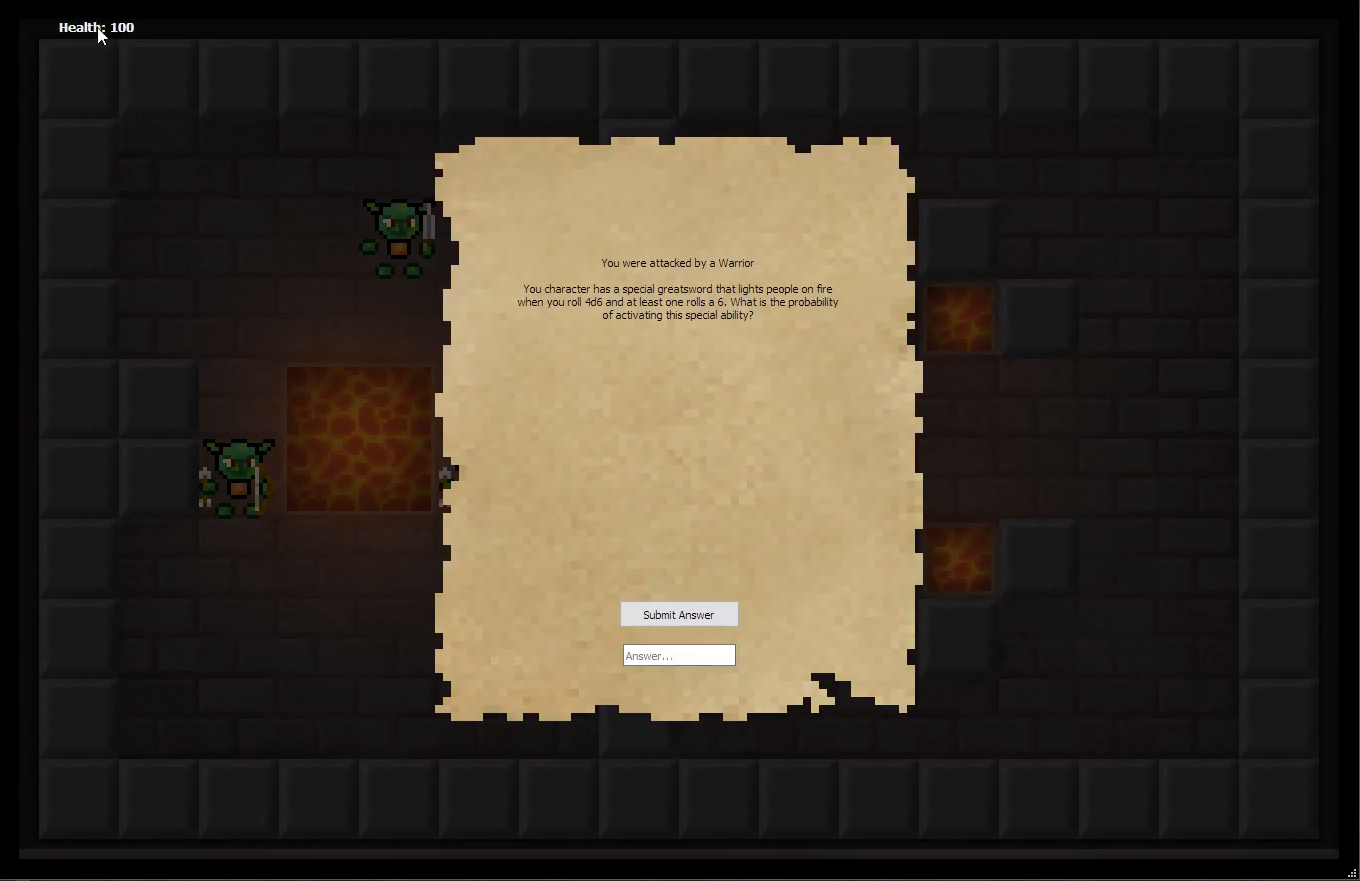 Health: 100
You were attacked by a Warrior
You character has a special greatsword that lights people on fire
when you roll 4d6 and at least one rolls a 6. What is the probability
of activating this special ability?
Submit Answer
Answer...